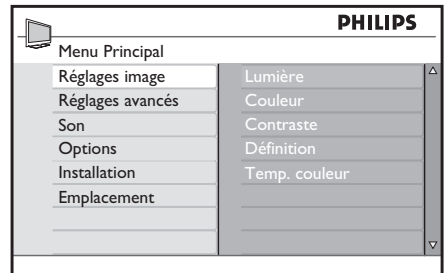 PHILIPS
Menu Principal
Réglages image
Lumière
Réglages avancés
Couleur
Son
Contraste
Options
Définition
Installation
Temp. couleur
Emplacement